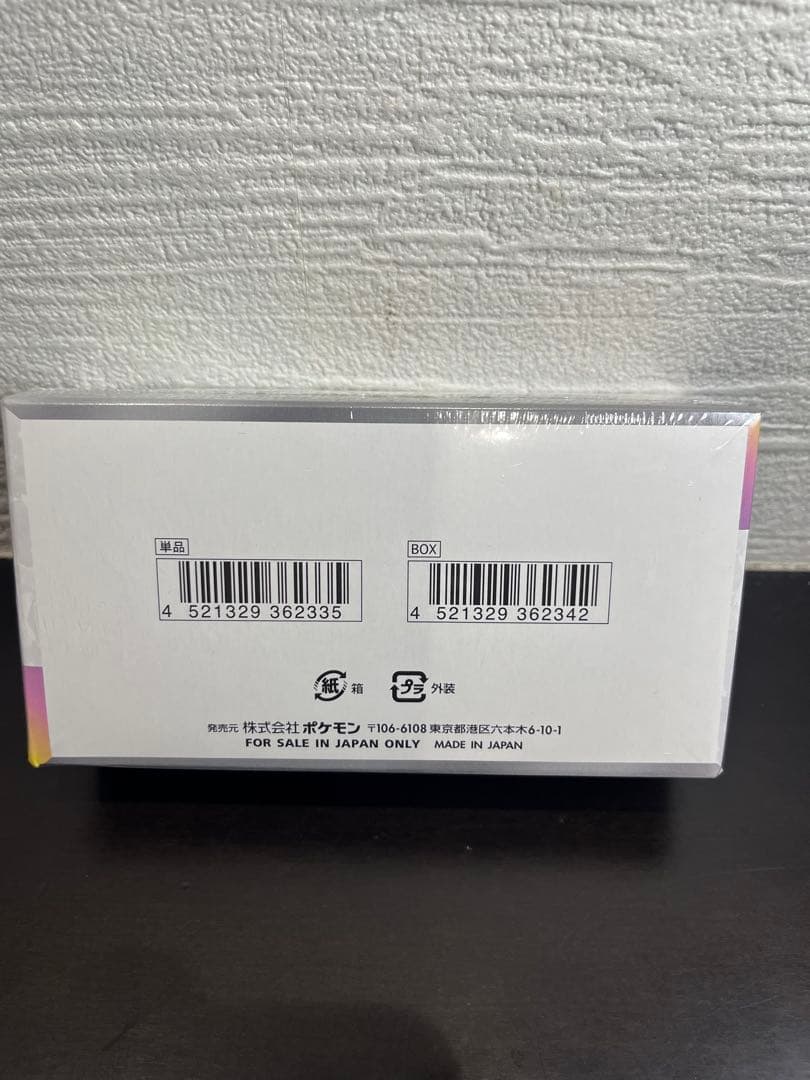 単品
BOX
4 521329 362335
4 521329 362342
紙 箱
プラ 外装
発売元 株式会社 ポケモン 〒106-6108 東京都港区六本木6-10-1
FOR SALE IN JAPAN ONLY MADE IN JAPAN